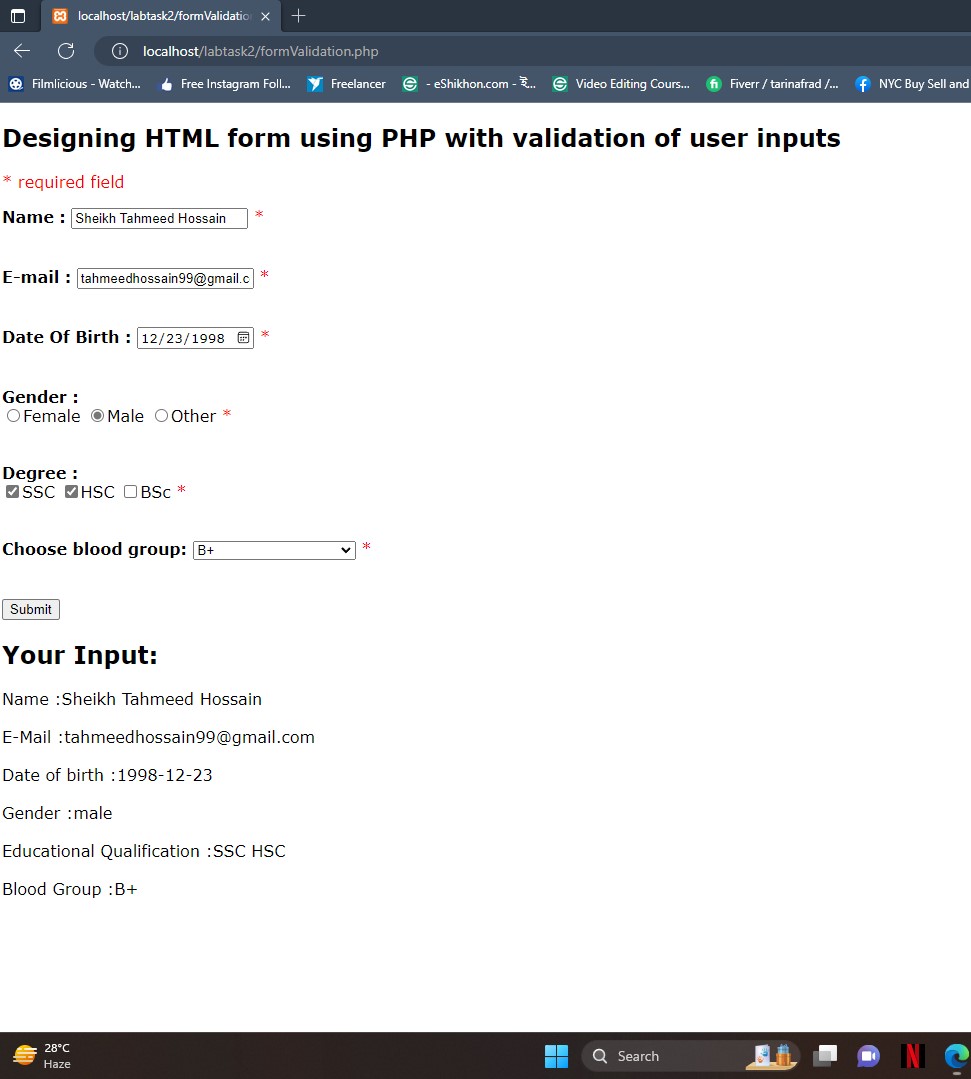 localhost/labtask2/formValidatio
localhost/labtask2/formValidation.php
Filmlicious - Watch... Free Instagram Foll... Freelancer - eShikhon.com - ই... Video Editing Cours... Fiverr / tarinafrad /... NYC Buy Sell and
Designing HTML form using PHP with validation of user inputs
* required field
Name : Sheikh Tahmeed Hossain *
E-mail : tahmeedhossain99@gmail.c *
Date Of Birth : 12/23/1998 *
Gender :
Female Male Other *
Degree :
SSC HSC BSc *
Choose blood group: B+ *
Submit
Your Input:
Name :Sheikh Tahmeed Hossain
E-Mail :tahmeedhossain99@gmail.com
Date of birth :1998-12-23
Gender :male
Educational Qualification :SSC HSC
Blood Group :B+
28°C
Haze
Search